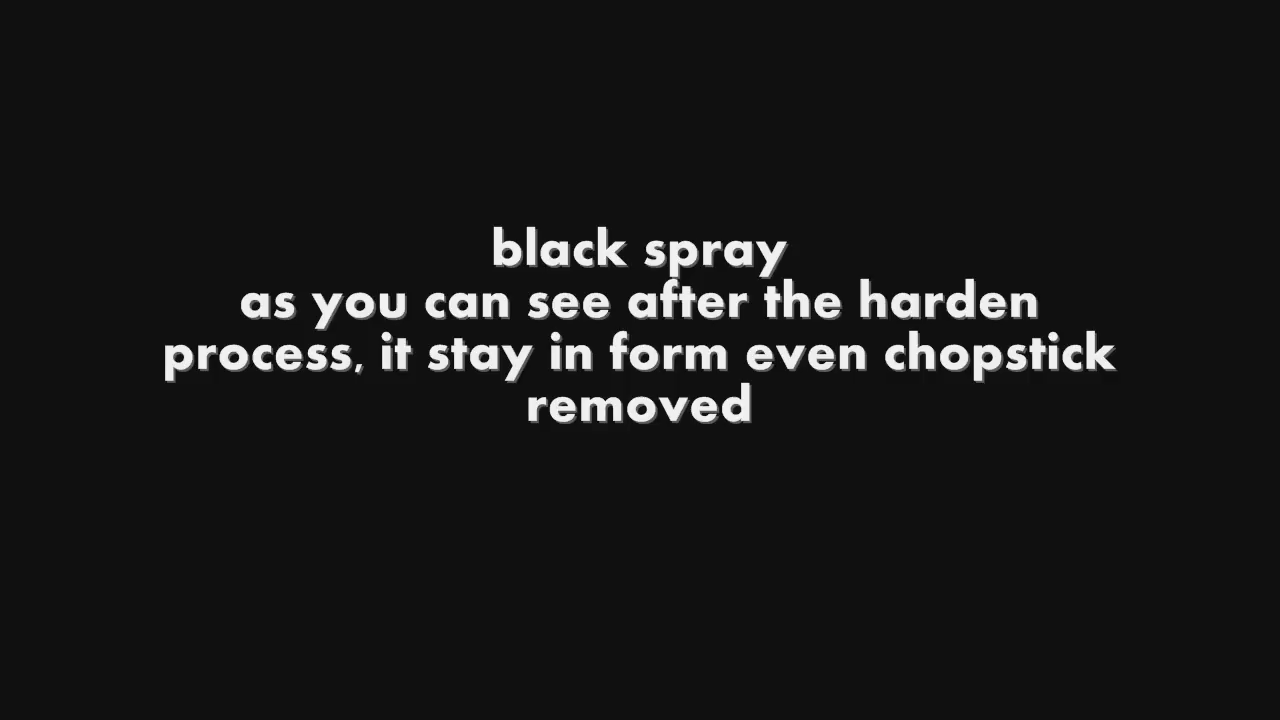 black spray
as you can see after the harden
process, it stay in form even chopstick
removed